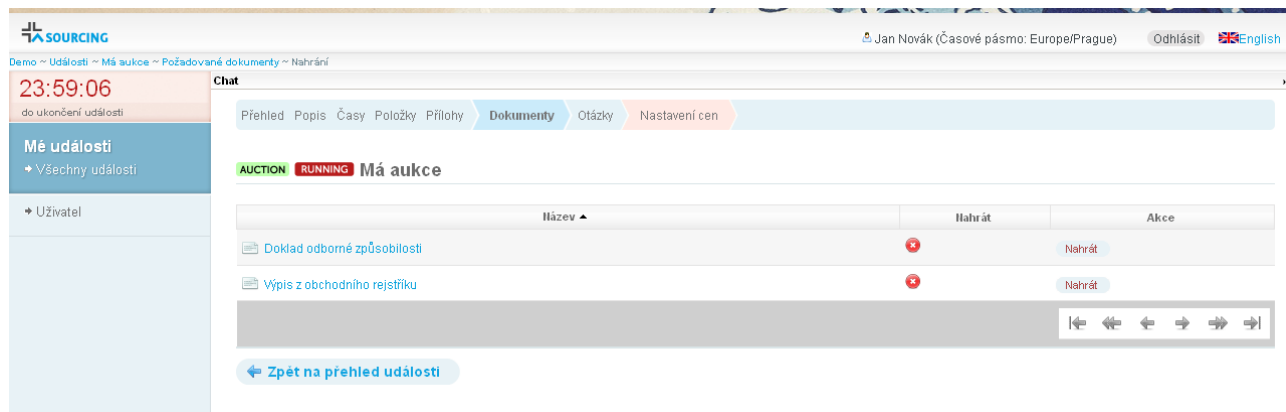 SOURCING
Jan Novák (Časové pásmo: Europe/Prague) Odhlásit English
Demo ~ Události ~ Má aukce ~ Požadované dokumenty ~ Nahrání
23:59:06
do ukončení události
Chat
Přehled Popis Časy Položky Přílohy Dokumenty Otázky Nastavení cen
Mé události
Všechny události
Uživatel
AUCTION RUNNING Má aukce
Název Nahrát Akce
Doklad odborné způsobilosti Nahrát
Výpis z obchodního rejstříku Nahrát
Zpět na přehled události